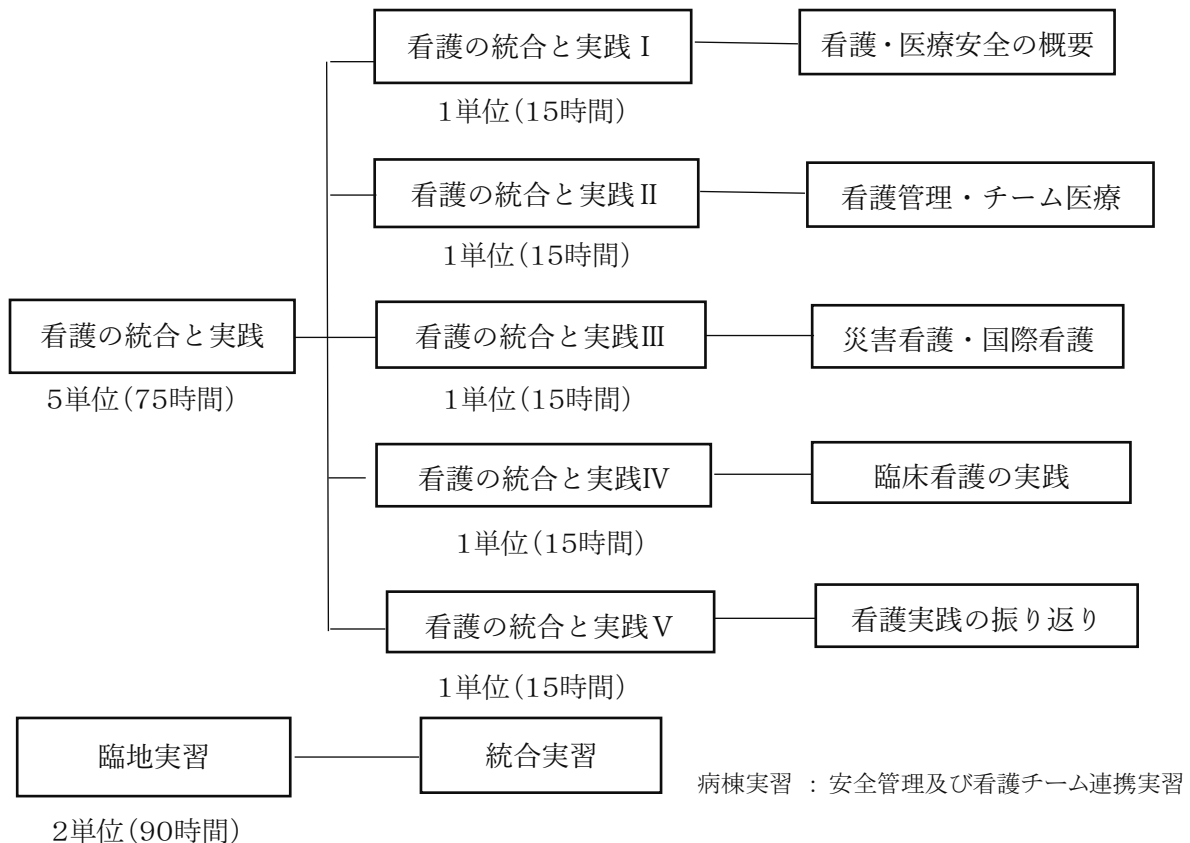 看護の統合と実践Ⅰ
看護・医療安全の概要
1単位(15時間)
看護の統合と実践Ⅱ
看護管理・チーム医療
1単位(15時間)
看護の統合と実践
5単位(75時間)
看護の統合と実践Ⅲ
災害看護・国際看護
1単位(15時間)
看護の統合と実践Ⅳ
臨床看護の実践
1単位(15時間)
看護の統合と実践Ⅴ
看護実践の振り返り
1単位(15時間)
臨地実習
統合実習
病棟実習 : 安全管理及び看護チーム連携実習
2単位(90時間)